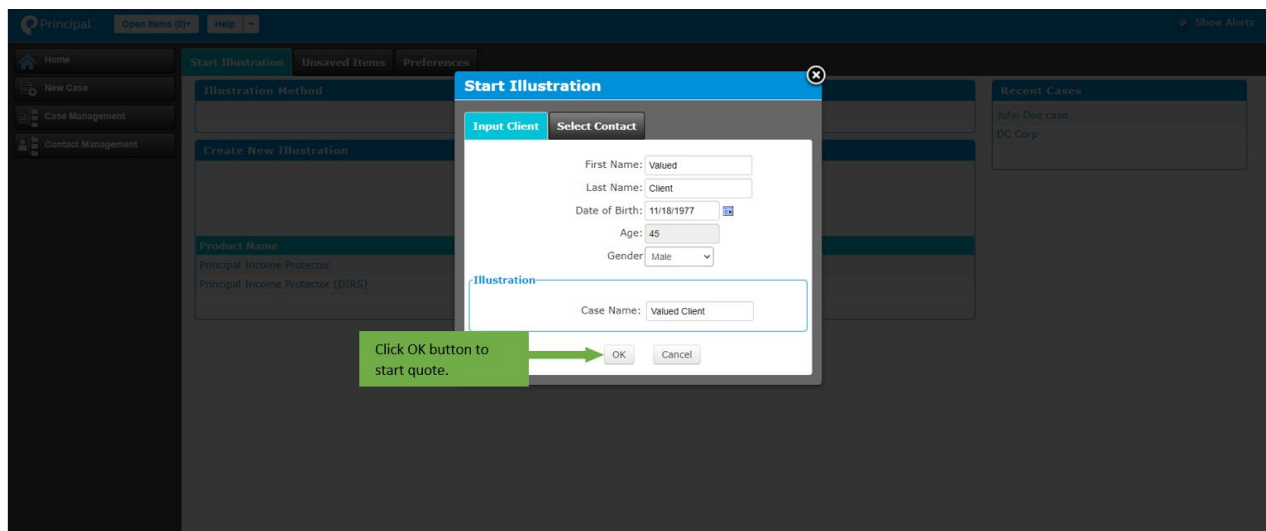 Principal
Open Items (0)
Help
Show Alerts
Home
New Case
Case Management
Contact Management
Start Illustration
Unsaved Items
Preferences
Illustration Method
Create New Illustration
Product Name
Principal Income Protector
Principal Income Protector (DIRS)
Start Illustration
Input Client
Select Contact
First Name: Valued
Last Name: Client
Date of Birth: 11/18/1977
Age: 45
Gender Male
Illustration
Case Name: Valued Client
OK
Cancel
Click OK button to
start quote.
Recent Cases
John Doe.case
DC Corp